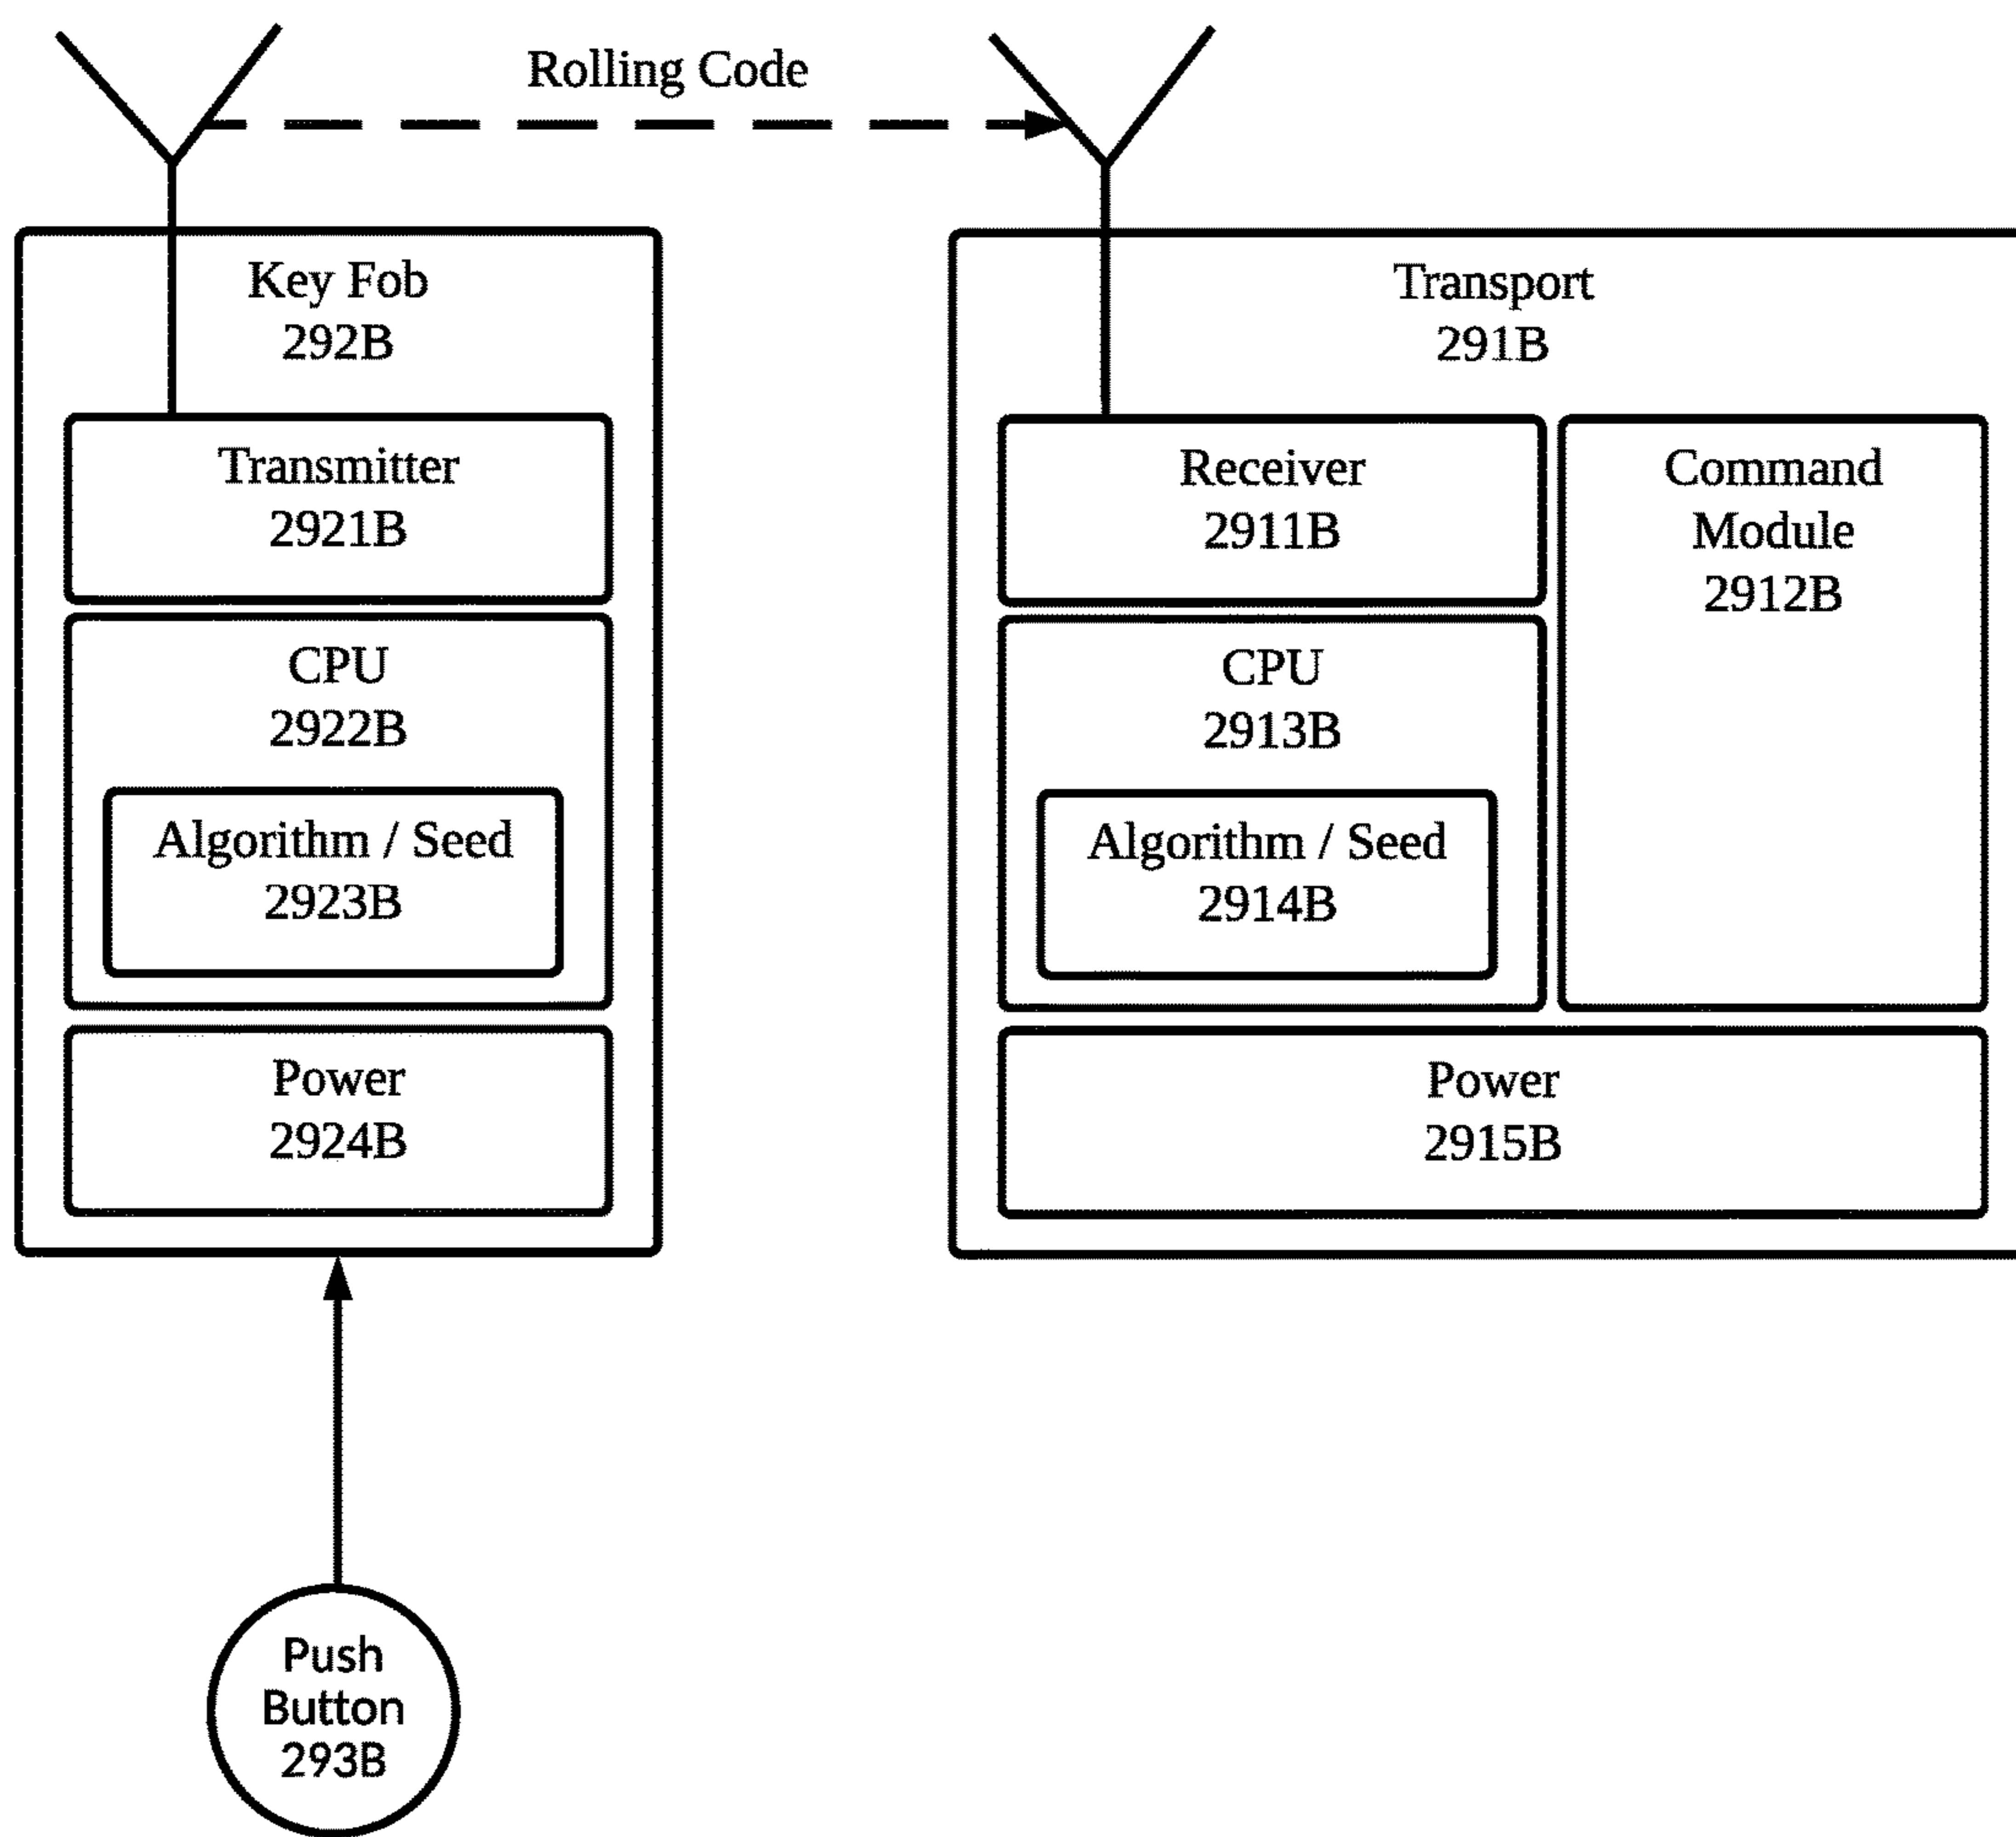 Rolling Code
Key Fob
292B
Transmitter
2921B
CPU
2922B
Algorithm / Seed
2923B
Power
2924B
Transport
291B
Receiver
2911B
Command
Module
2912B
CPU
2913B
Algorithm / Seed
2914B
Power
2915B
Push
Button
293B